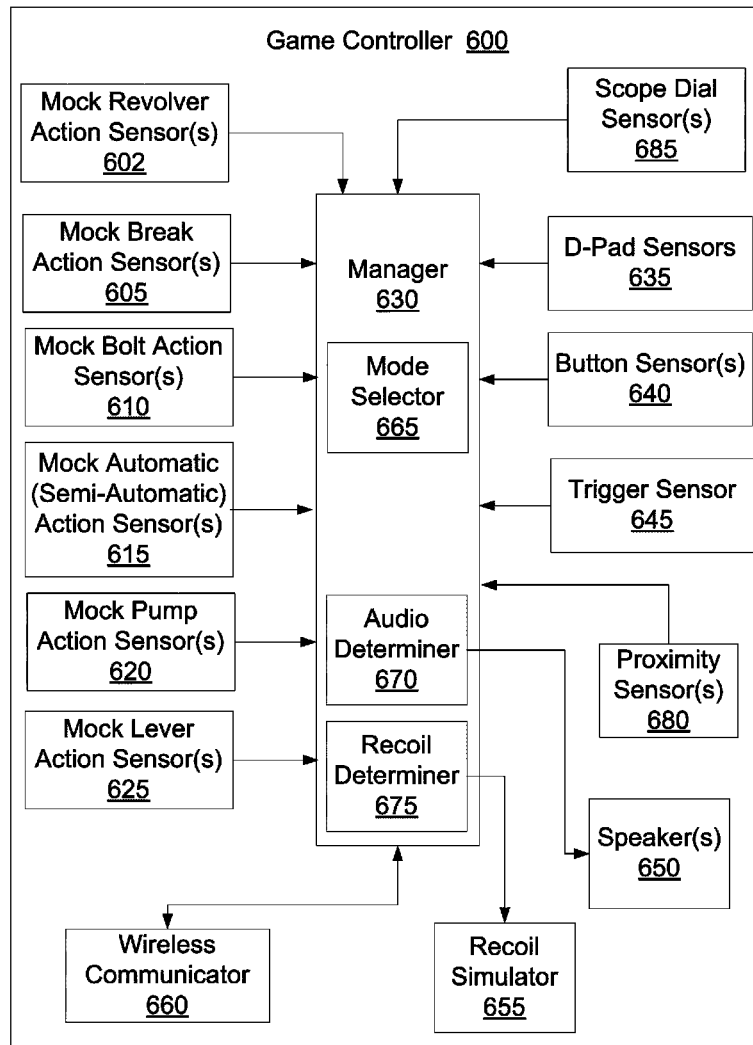 Game Controller 600
Mock Revolver
Action Sensor(s)
602
Scope Dial
Sensor(s)
685
Mock Break
Action Sensor(s)
605
Manager
630
D-Pad Sensors
635
Mock Bolt Action
Sensor(s)
610
Mode
Selector
665
Button Sensor(s)
640
Mock Automatic
(Semi-Automatic)
Action Sensor(s)
615
Trigger Sensor
645
Mock Pump
Action Sensor(s)
620
Audio
Determiner
670
Proximity
Sensor(s)
680
Mock Lever
Action Sensor(s)
625
Recoil
Determiner
675
Speaker(s)
650
Wireless
Communicator
660
Recoil
Simulator
655